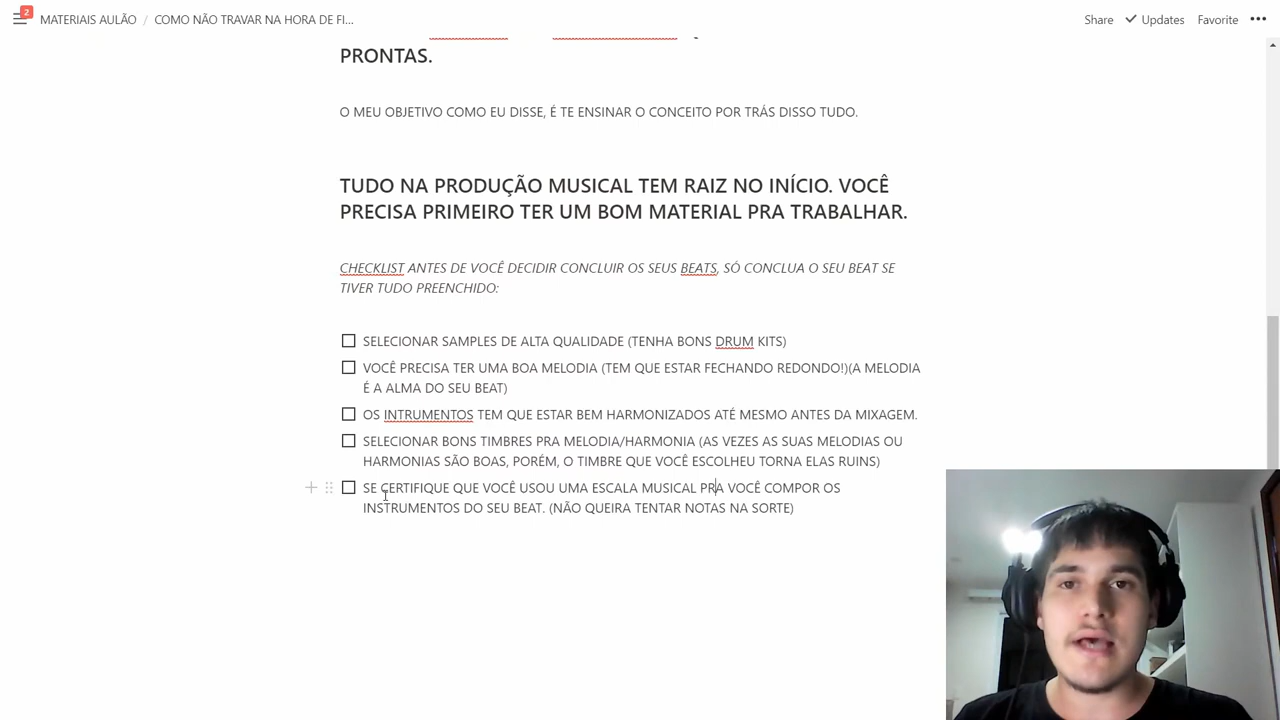 2
MATERIAIS AULÃO / COMO NÃO TRAVAR NA HORA DE FI...
Share Updates Favorite
PRONTAS.
O MEU OBJETIVO COMO EU DISSE, É TE ENSINAR O CONCEITO POR TRÁS DISSO TUDO.
TUDO NA PRODUÇÃO MUSICAL TEM RAIZ NO INÍCIO. VOCÊ
PRECISA PRIMEIRO TER UM BOM MATERIAL PRA TRABALHAR.
CHECKLIST ANTES DE VOCÊ DECIDIR CONCLUIR OS SEUS BEATS, SÓ CONCLUA O SEU BEAT SE
TIVER TUDO PREENCHIDO:
SELECIONAR SAMPLES DE ALTA QUALIDADE (TENHA BONS DRUM KITS)
VOCÊ PRECISA TER UMA BOA MELODIA (TEM QUE ESTAR FECHANDO REDONDO!)(A MELODIA
É A ALMA DO SEU BEAT)
OS INTRUMENTOS TEM QUE ESTAR BEM HARMONIZADOS ATÉ MESMO ANTES DA MIXAGEM.
SELECIONAR BONS TIMBRES PRA MELODIA/HARMONIA (AS VEZES AS SUAS MELODIAS OU
HARMONIAS SÃO BOAS, PORÉM, O TIMBRE QUE VOCÊ ESCOLHEU TORNA ELAS RUINS)
SE CERTIFIQUE QUE VOCÊ USOU UMA ESCALA MUSICAL PRA VOCÊ COMPOR OS
INSTRUMENTOS DO SEU BEAT. (NÃO QUEIRA TENTAR NOTAS NA SORTE)